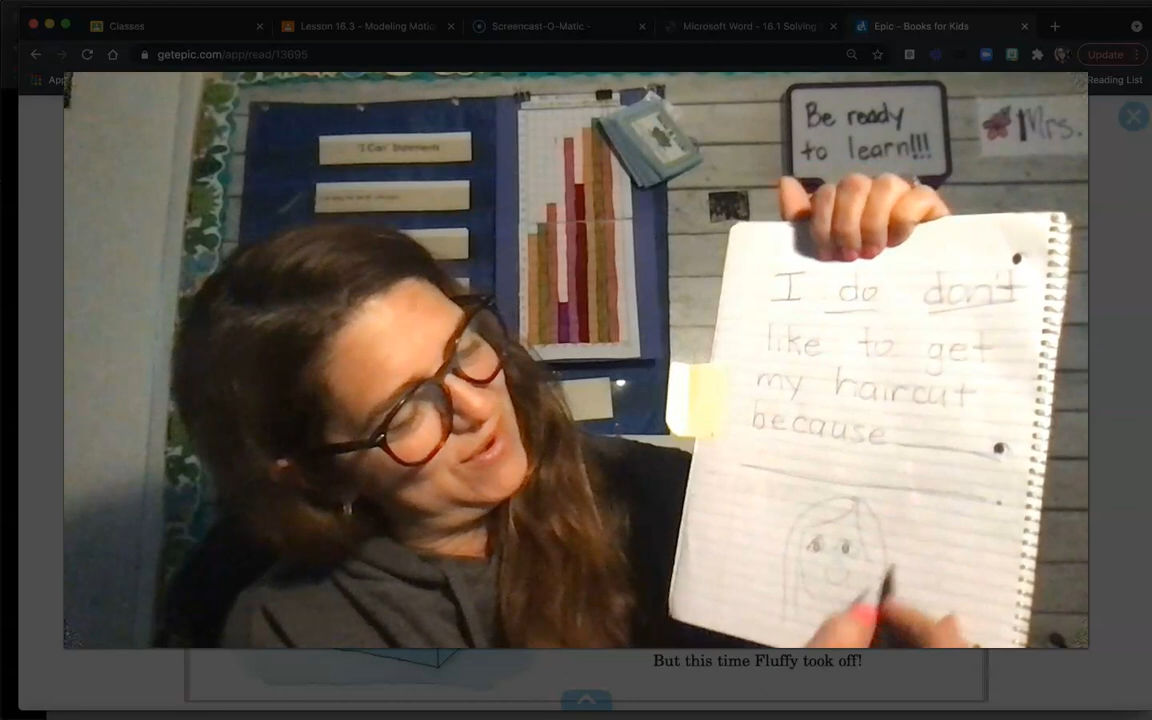 Classes
Lesson 16.3 - Modeling Motic
Screencast-O-Matic -
Microsoft Word - 16.1 Solving
Epic - Books for Kids
getepic.com/app/read/13695
Update
App
Reading List
"I Can" Statements
Be ready
to learn!!!
Mrs.
I do don't
like to get
my haircut
because
But this time Fluffy took off!